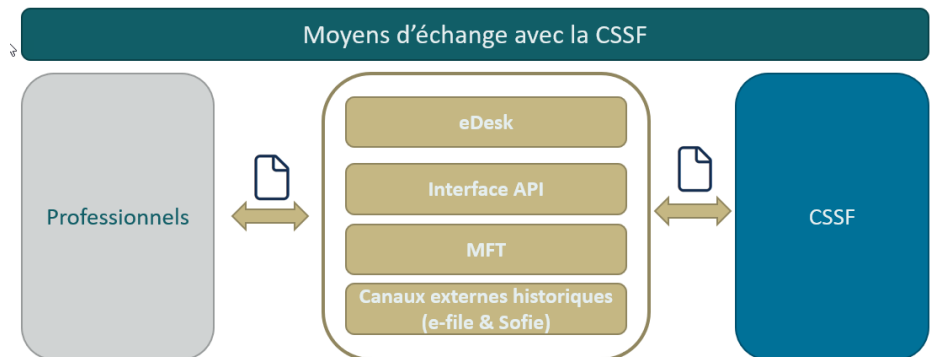 Moyens d'échange avec la CSSF
Professionnels
eDesk
Interface API
MFT
Canaux externes historiques
(e-file & Sofie)
CSSF